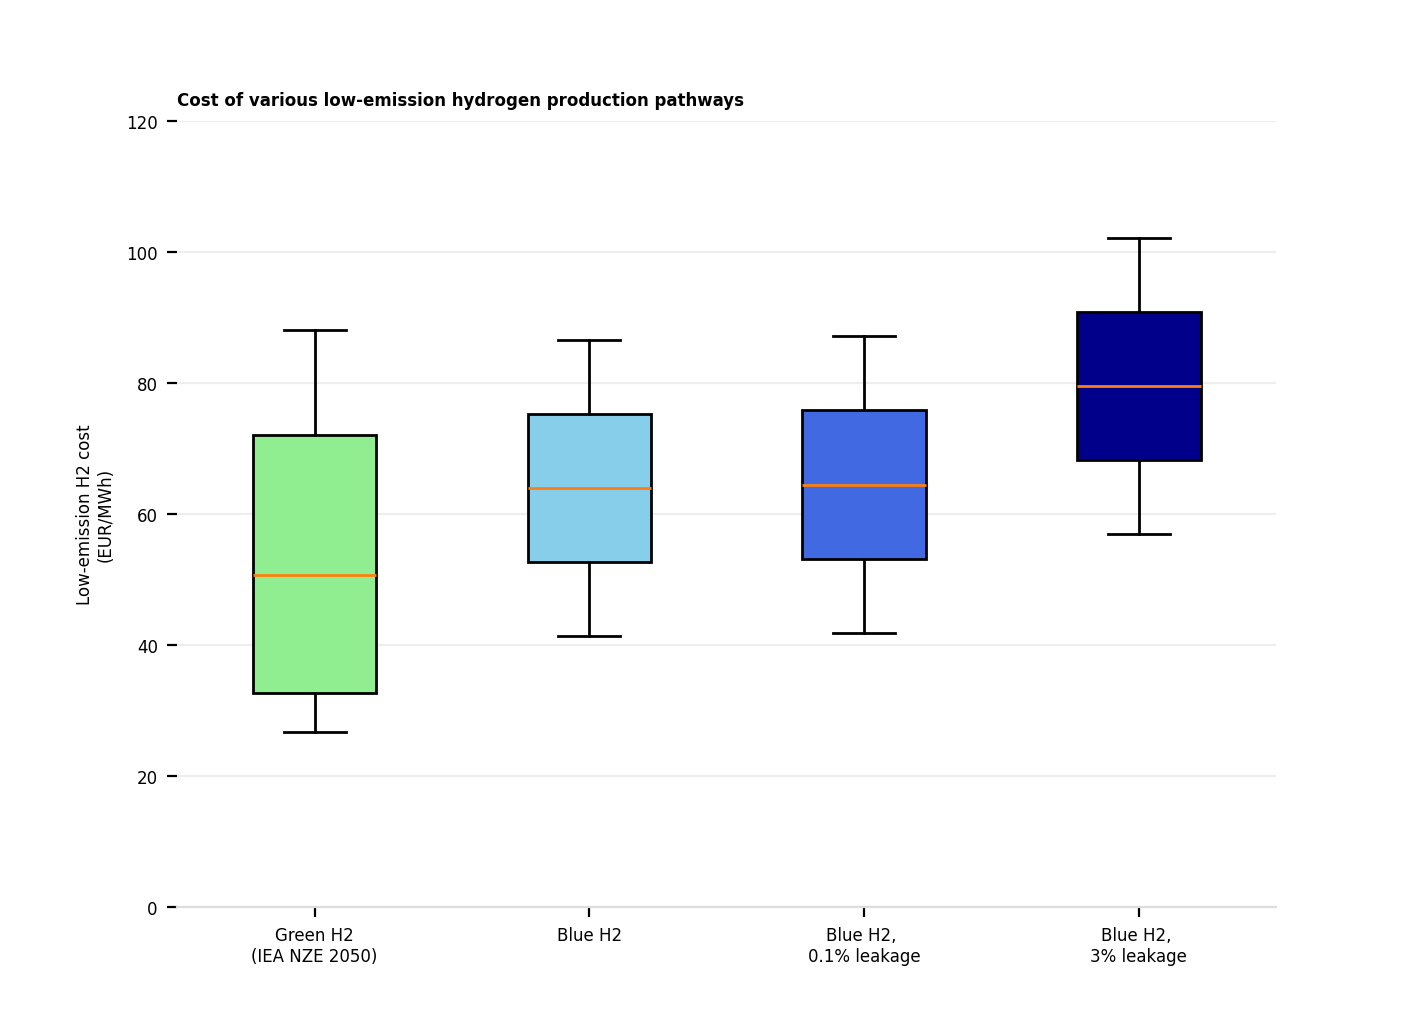 Cost of various low-emission hydrogen production pathways
120
100
80
60
40
20
0
Low-emission H2 cost
(EUR/MWh)
Green H2
(IEA NZE 2050)
Blue H2
Blue H2,
0.1% leakage
Blue H2,
3% leakage